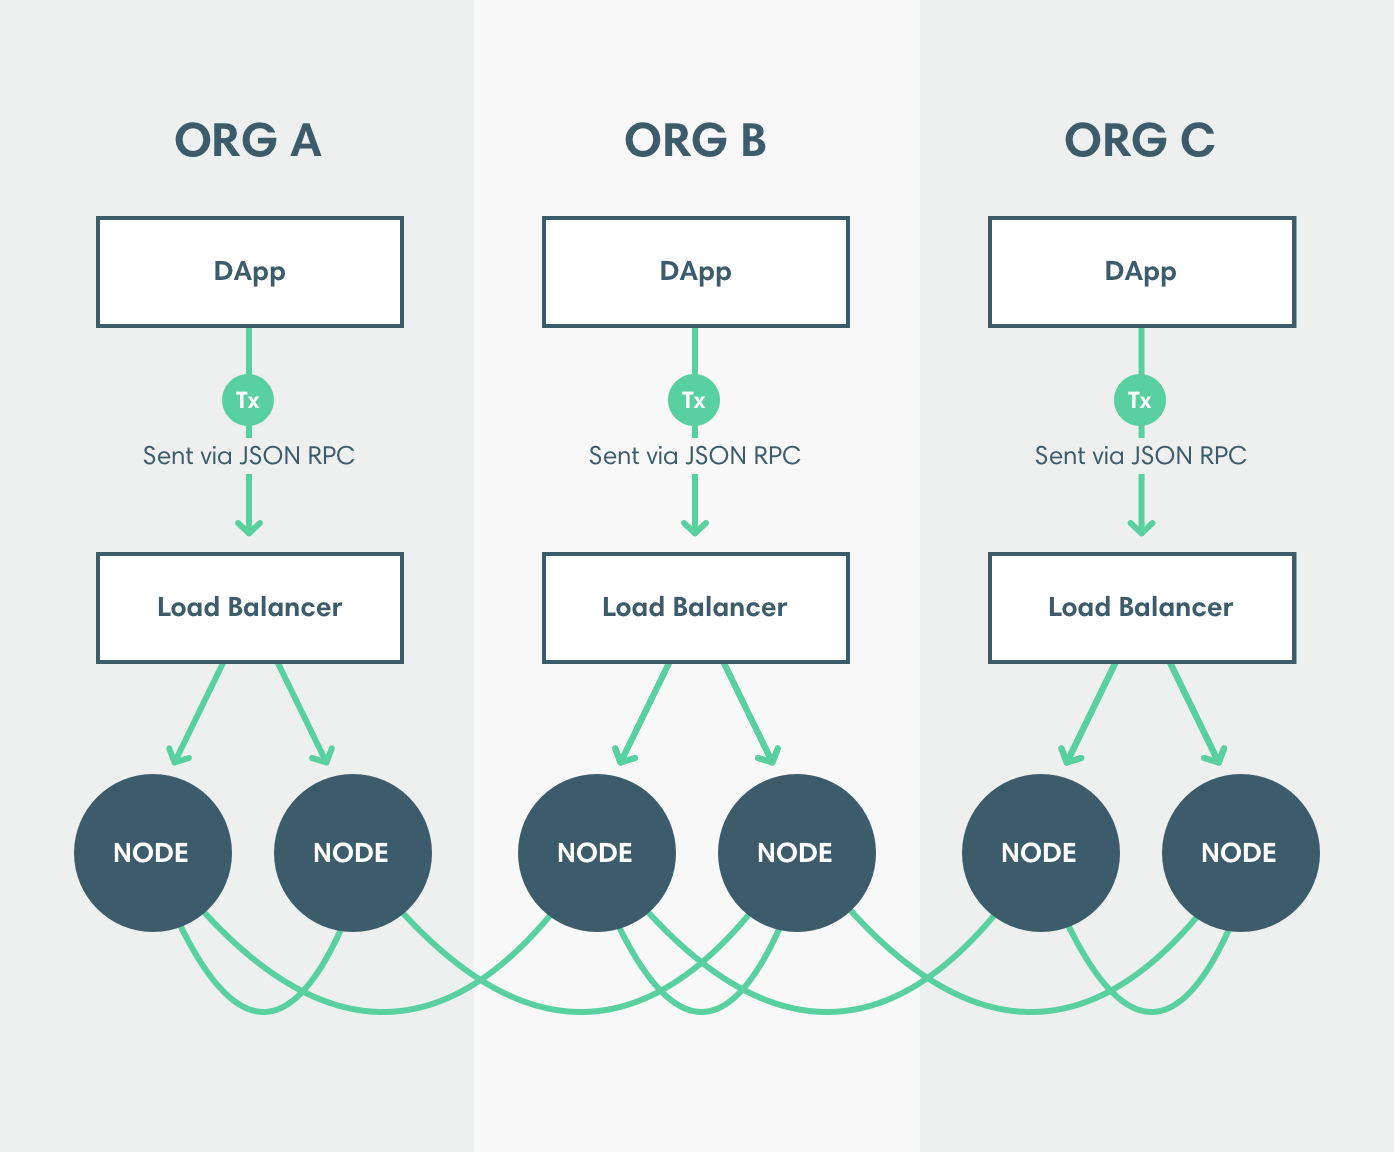 ORG A
ORG B
ORG C
DApp
DApp
DApp
Tx
Tx
Tx
Sent via JSON RPC
Sent via JSON RPC
Sent via JSON RPC
Load Balancer
Load Balancer
Load Balancer
NODE
NODE
NODE
NODE
NODE
NODE